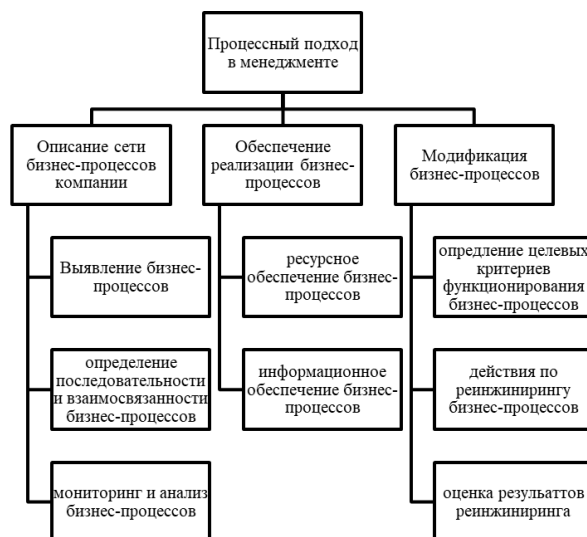 Процессный подход
в менеджменте
Описание сети
бизнес-процессов
компании
Обеспечение
реализации бизнес-
процессов
Модификация
бизнес-процессов
Выявление бизнес-
процессов
ресурсное
обеспечение бизнес-
процессов
опредление целевых
критериев
функционирования
бизнес-процессов
определение
последовательности
и взаимосвязанности
бизнес-процессов
информационное
обеспечение бизнес-
процессов
действия по
реинжинирингу
бизнес-процессов
мониторинг и анализ
бизнес-процессов
оценка резульаттов
реинжиниринга